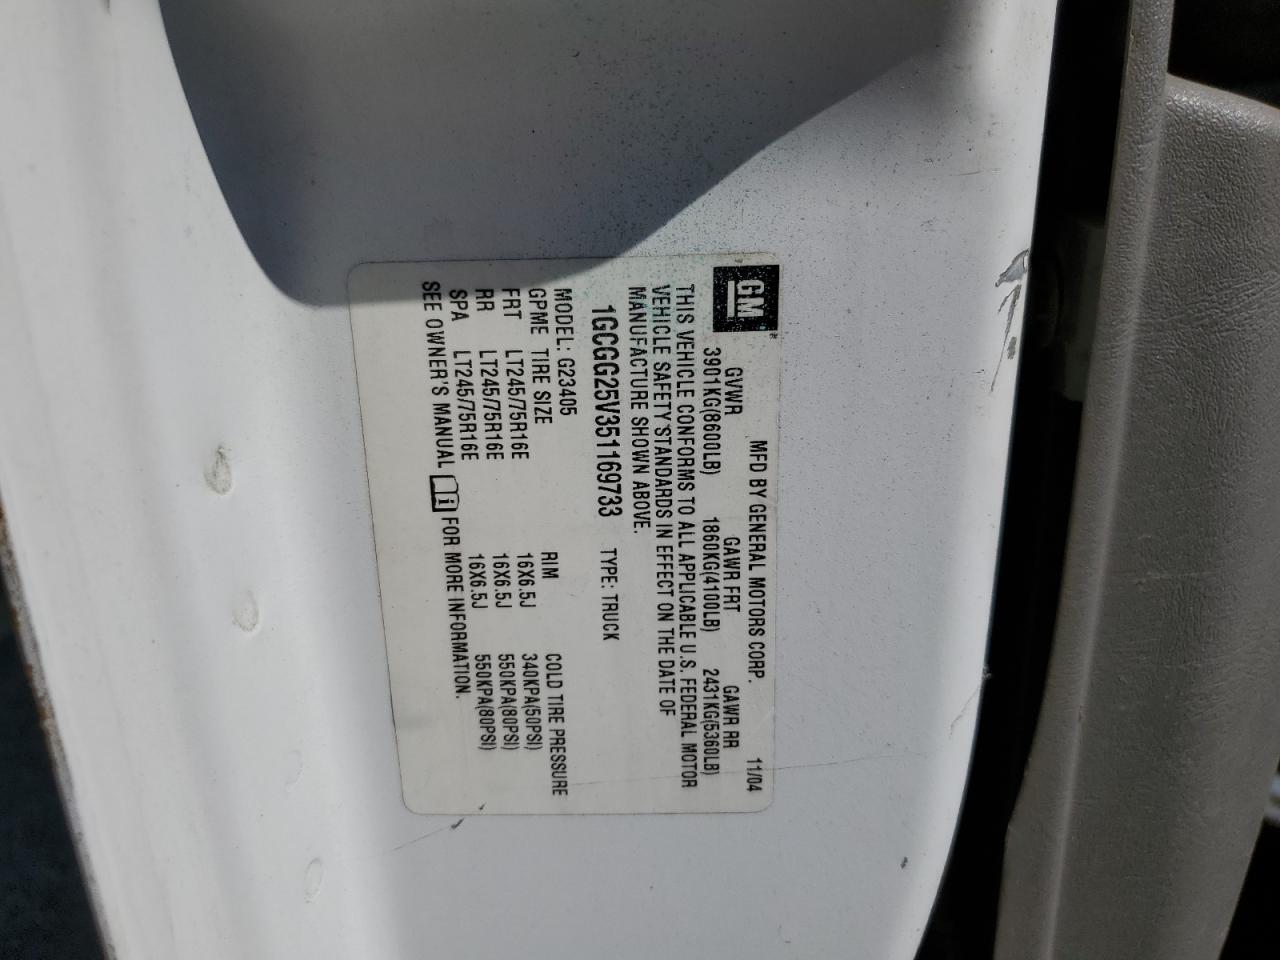 GM
MFD BY GENERAL MOTORS CORP. 11/04
GVWR GAWR FRT GAWR RR
3901KG(8600LB) 1860KG(4100LB) 2431KG(5360LB)
THIS VEHICLE CONFORMS TO ALL APPLICABLE U.S. FEDERAL MOTOR
VEHICLE SAFETY STANDARDS IN EFFECT ON THE DATE OF
MANUFACTURE SHOWN ABOVE.
1GCGG25V351169733 TYPE: TRUCK
MODEL: G23405
GPME TIRE SIZE RIM COLD TIRE PRESSURE
FRT LT245/75R16E 16X6.5J 340KPA(50PSI)
RR LT245/75R16E 16X6.5J 550KPA(80PSI)
SPA LT245/75R16E 16X6.5J 550KPA(80PSI)
SEE OWNER'S MANUAL i FOR MORE INFORMATION.